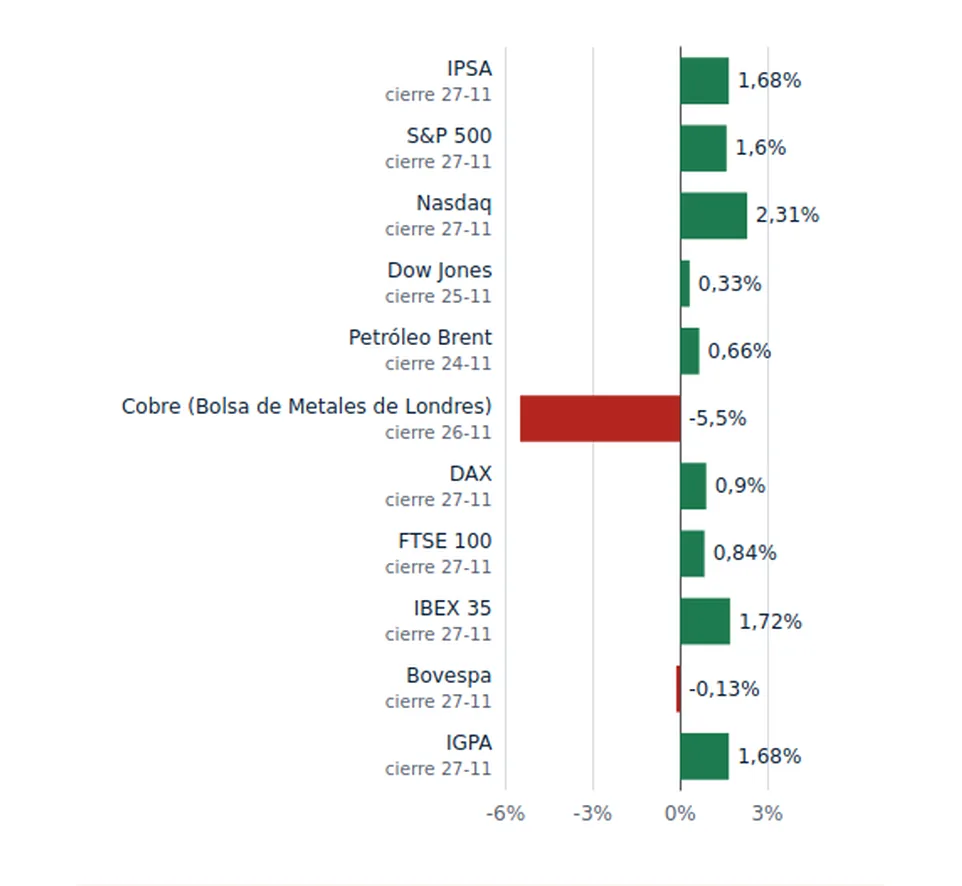 IPSA
cierre 27-11
1,68%
S&P 500
cierre 27-11
1,6%
Nasdaq
cierre 27-11
2,31%
Dow Jones
cierre 25-11
0,33%
Petróleo Brent
cierre 24-11
0,66%
Cobre (Bolsa de Metales de Londres)
cierre 26-11
-5,5%
DAX
cierre 27-11
0,9%
FTSE 100
cierre 27-11
0,84%
IBEX 35
cierre 27-11
1,72%
Bovespa
cierre 27-11
-0,13%
IGPA
cierre 27-11
1,68%
-6% -3% 0% 3%